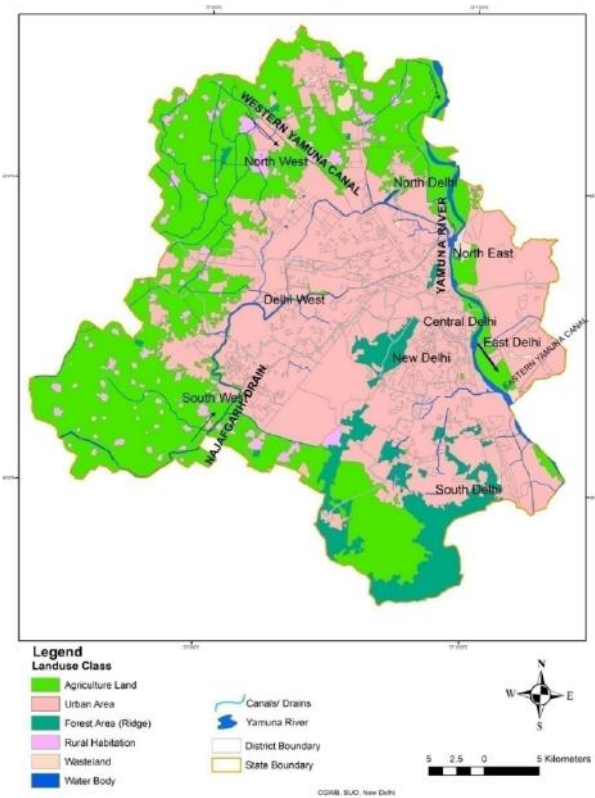 WESTERN YAMUNA CANAL
North West
North Delhi
YAMUNA RIVER
North East
Delhi West
Central Delhi
East Delhi
New Delhi
EASTERN YAMUNA CANAL
South West
NAJAFGARH DRAIN
South Delhi
Legend
Landuse Class
Agriculture Land
Urban Area
Forest Area (Ridge)
Rural Habitation
Wasteland
Water Body
Canals/ Drains
Yamuna River
District Boundary
State Boundary
N
W E
S
5 2.5 0 5 Kilometers
CGWB, SUO, New Delhi